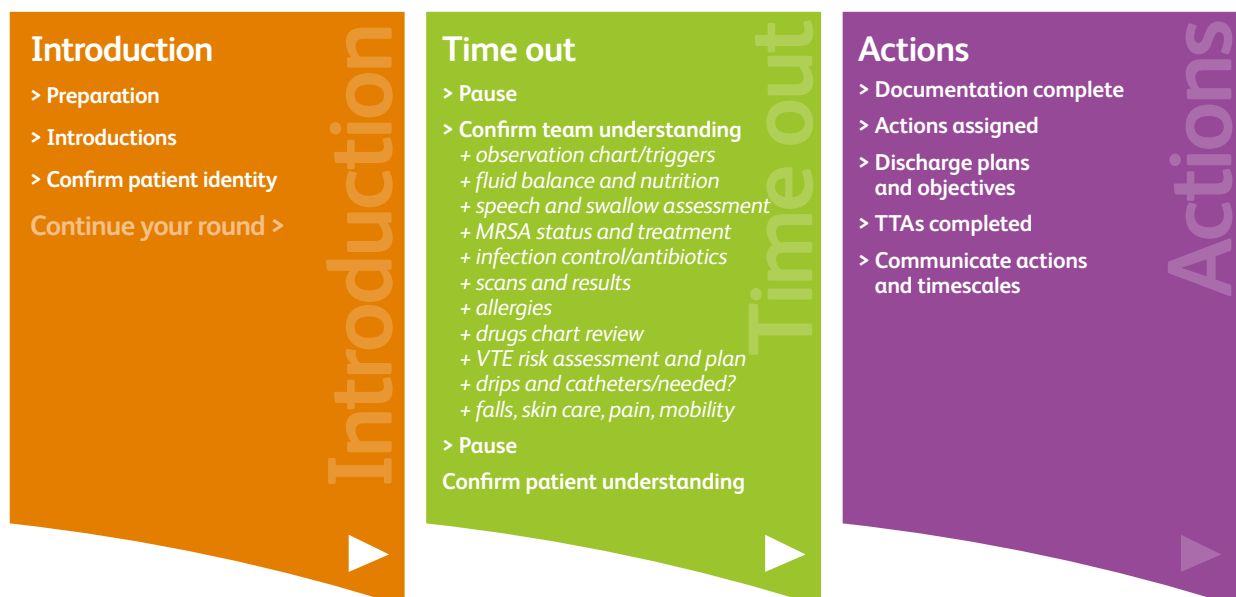 Introduction
> Preparation
> Introductions
> Confirm patient identity
Continue your round >
Introduction
Time out
> Pause
> Confirm team understanding
+ observation chart/triggers
+ fluid balance and nutrition
+ speech and swallow assessment
+ MRSA status and treatment
+ infection control/antibiotics
+ scans and results
+ allergies
+ drugs chart review
+ VTE risk assessment and plan
+ drips and catheters/needed?
+ falls, skin care, pain, mobility
> Pause
Confirm patient understanding
Time out
Actions
> Documentation complete
> Actions assigned
> Discharge plans
and objectives
> TTAs completed
> Communicate actions
and timescales
Actions